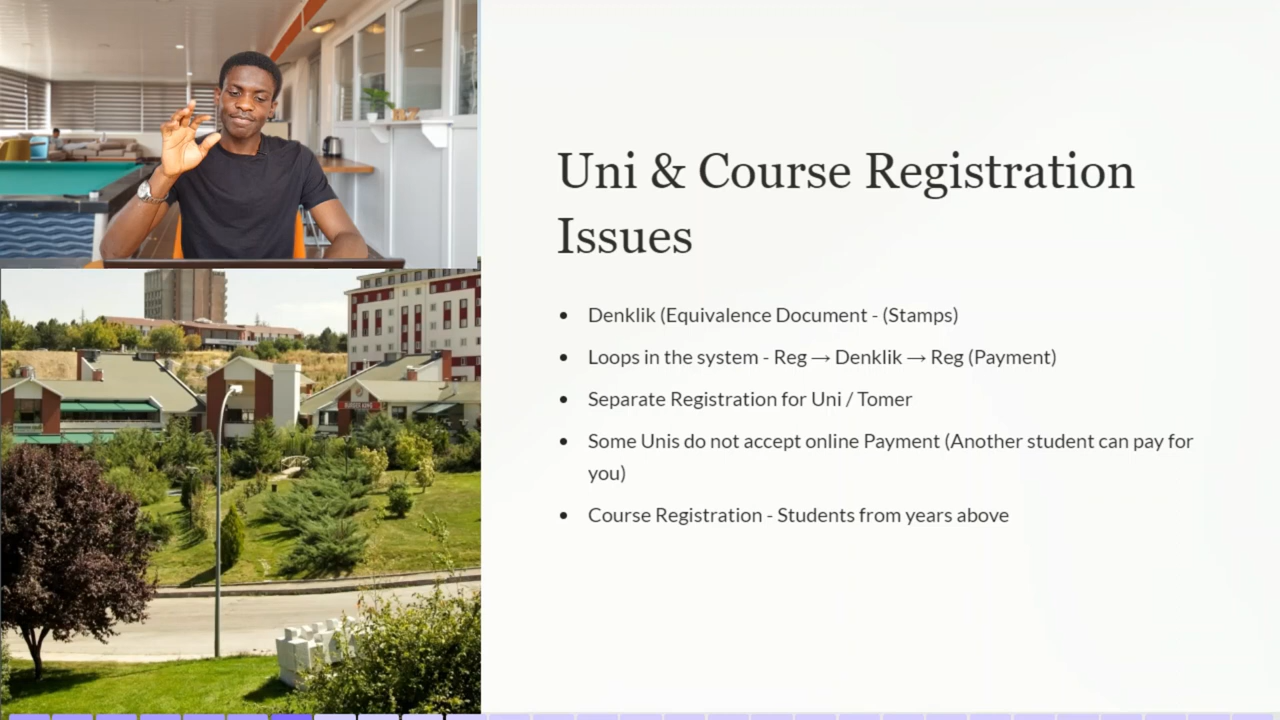 Uni & Course Registration
Issues
Denklik (Equivalence Document - (Stamps)
Loops in the system - Reg → Denklik → Reg (Payment)
Separate Registration for Uni / Tomer
Some Unis do not accept online Payment (Another student can pay for
you)
Course Registration - Students from years above
BURGER KING